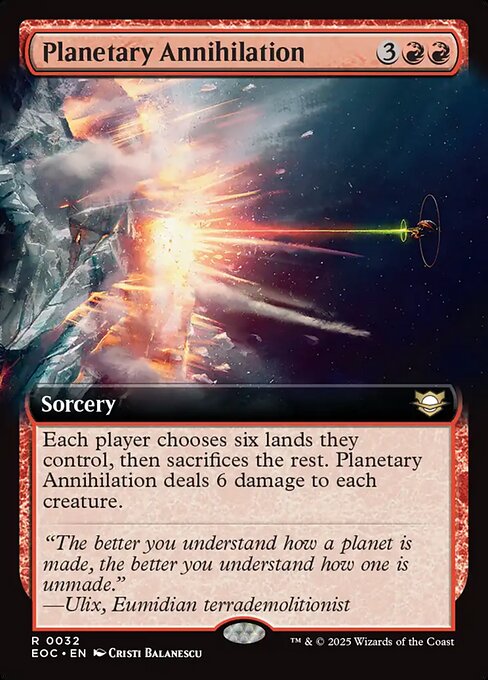 Planetary Annihilation 3
Sorcery
Each player chooses six lands they
control, then sacrifices the rest. Planetary
Annihilation deals 6 damage to each
creature.
“The better you understand how a planet is
made, the better you understand how one is
unmade.”
—Ulix, Eumidian terrademolitionist
R 0032
EOC • EN Cristi Balanescu
™ & © 2025 Wizards of the Coast